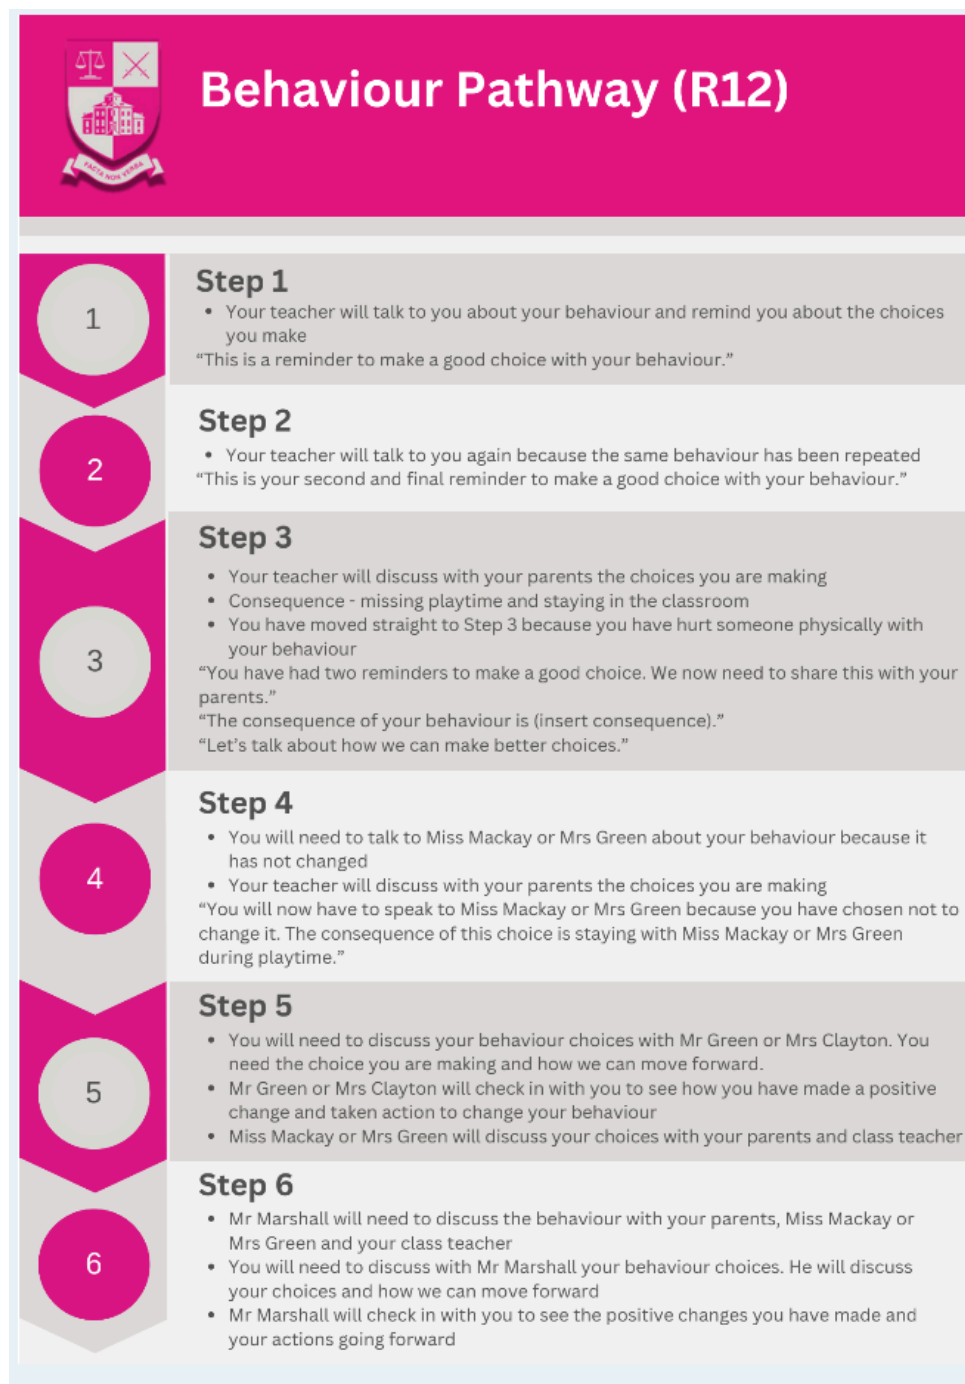 Behaviour Pathway (R12)
FACTA NON VERBA
1
Step 1
• Your teacher will talk to you about your behaviour and remind you about the choices
you make
“This is a reminder to make a good choice with your behaviour.”
2
Step 2
• Your teacher will talk to you again because the same behaviour has been repeated
“This is your second and final reminder to make a good choice with your behaviour.”
3
Step 3
• Your teacher will discuss with your parents the choices you are making
• Consequence - missing playtime and staying in the classroom
• You have moved straight to Step 3 because you have hurt someone physically with
your behaviour
“You have had two reminders to make a good choice. We now need to share this with your
parents.”
“The consequence of your behaviour is (insert consequence).”
“Let’s talk about how we can make better choices.”
4
Step 4
• You will need to talk to Miss Mackay or Mrs Green about your behaviour because it
has not changed
• Your teacher will discuss with your parents the choices you are making
“You will now have to speak to Miss Mackay or Mrs Green because you have chosen not to
change it. The consequence of this choice is staying with Miss Mackay or Mrs Green
during playtime.”
5
Step 5
• You will need to discuss your behaviour choices with Mr Green or Mrs Clayton. You
need the choice you are making and how we can move forward.
• Mr Green or Mrs Clayton will check in with you to see how you have made a positive
change and taken action to change your behaviour
• Miss Mackay or Mrs Green will discuss your choices with your parents and class teacher
6
Step 6
• Mr Marshall will need to discuss the behaviour with your parents, Miss Mackay or
Mrs Green and your class teacher
• You will need to discuss with Mr Marshall your behaviour choices. He will discuss
your choices and how we can move forward
• Mr Marshall will check in with you to see the positive changes you have made and
your actions going forward